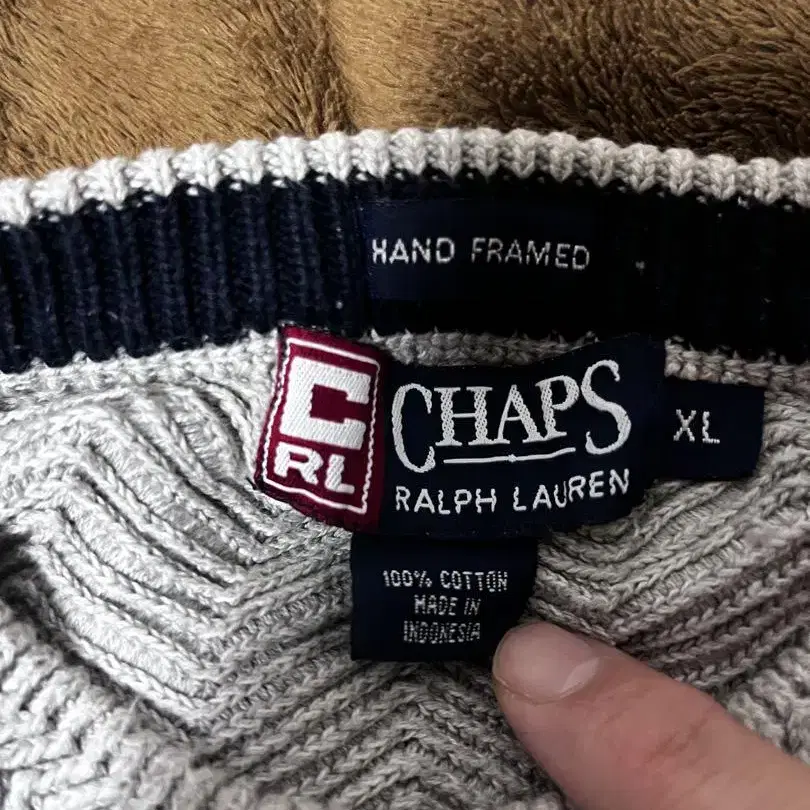 HAND FRAMED
C
RL
CHAPS
RALPH LAUREN
XL
100% COTTON
MADE IN
INDONESIA